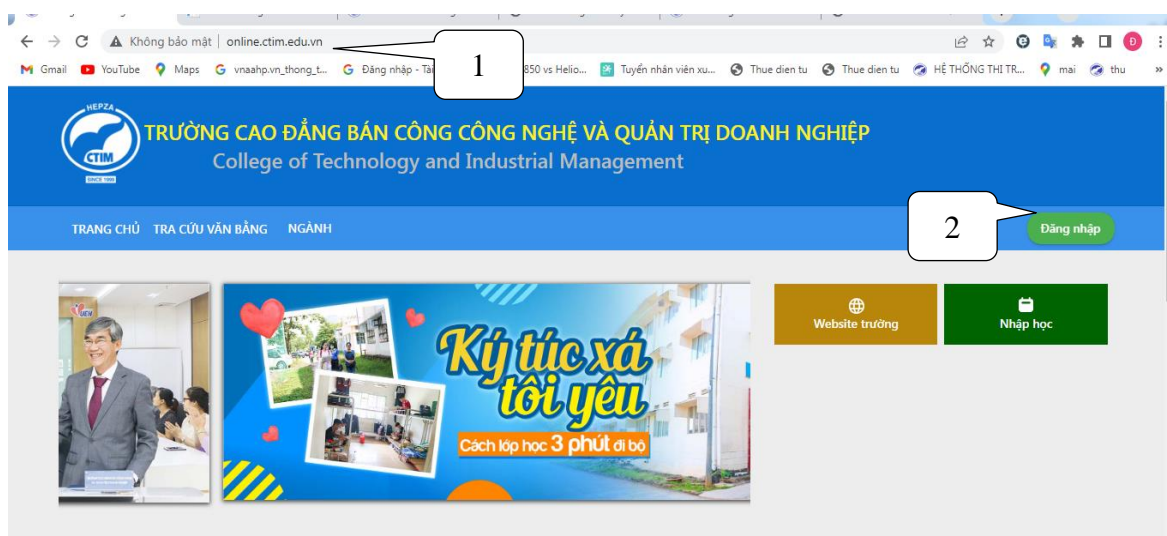 Không bảo mật | online.ctim.edu.vn
1
Gmail YouTube Maps vnaahp.vn_thong_t... Đăng nhập - Tài 850 vs Helio... Tuyển nhân viên xu... Thue dien tu Thue dien tu HỆ THỐNG THI TR... mai thu »
HEPZA
CTIM
SINCE 1998
TRƯỜNG CAO ĐẲNG BÁN CÔNG CÔNG NGHỆ VÀ QUẢN TRỊ DOANH NGHIỆP
College of Technology and Industrial Management
2
TRANG CHỦ TRA CỨU VĂN BẰNG NGÀNH Đăng nhập
Ký túc xá
tôi yêu
Cách lớp học 3 phút đi bộ
Website trường
Nhập học